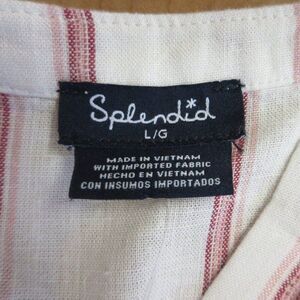 Splendid
L/G
MADE IN VIETNAM
WITH IMPORTED FABRIC
HECHO EN VIETNAM
CON INSUMOS IMPORTADOS